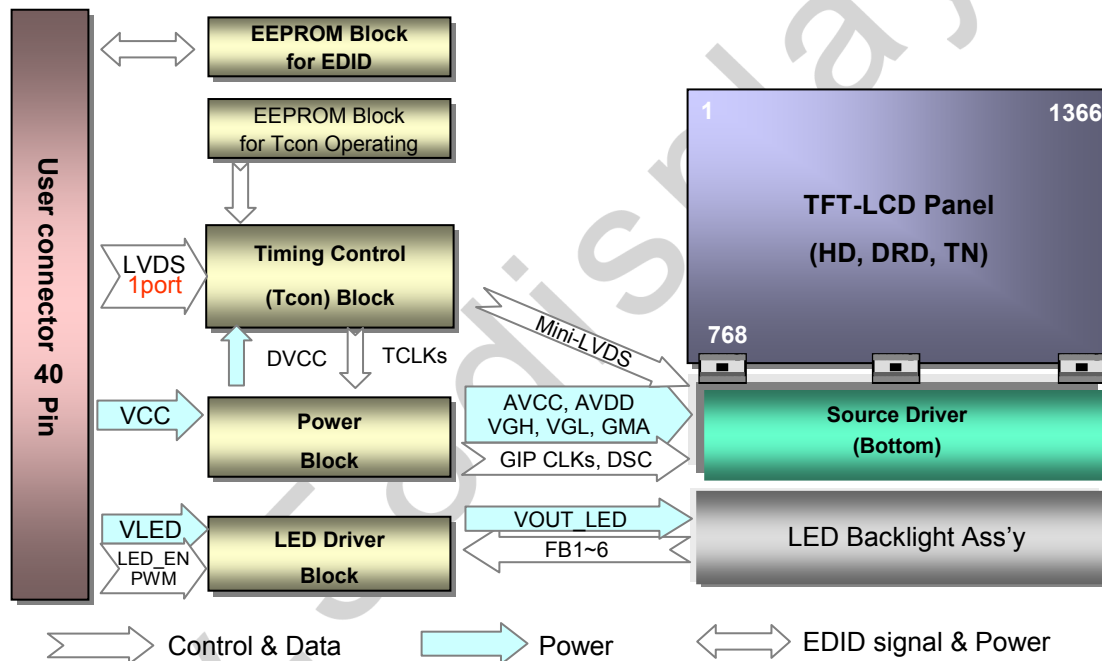 User connector 40 Pin
EEPROM Block
for EDID
EEPROM Block
for Tcon Operating
LVDS
1port
Timing Control
(Tcon) Block
DVCC
TCLKs
Mini-LVDS
VCC
Power
Block
AVCC, AVDD
VGH, VGL, GMA
GIP CLKs, DSC
VLED
LED_EN
PWM
LED Driver
Block
VOUT_LED
FB1~6
1
1366
TFT-LCD Panel
(HD, DRD, TN)
768
Source Driver
(Bottom)
LED Backlight Ass'y
Control & Data
Power
EDID signal & Power